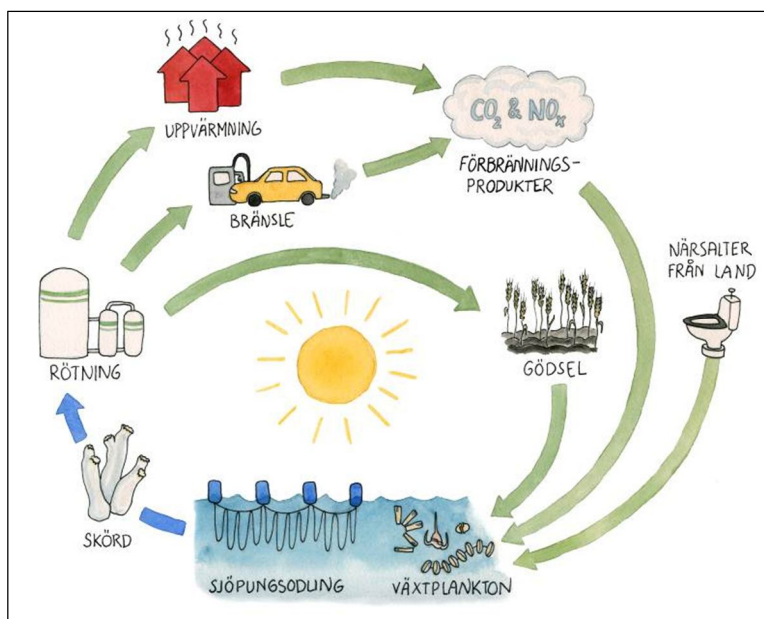 UPPVÄRMNING
CO₂ & NOₓ
FÖRBRÄNNINGS-
PRODUKTER
BRÄNSLE
NÄRSALTER
FRÅN LAND
RÖTNING
GÖDSEL
SKÖRD
SJÖPUNGSODLING
VÄXTPLANKTON